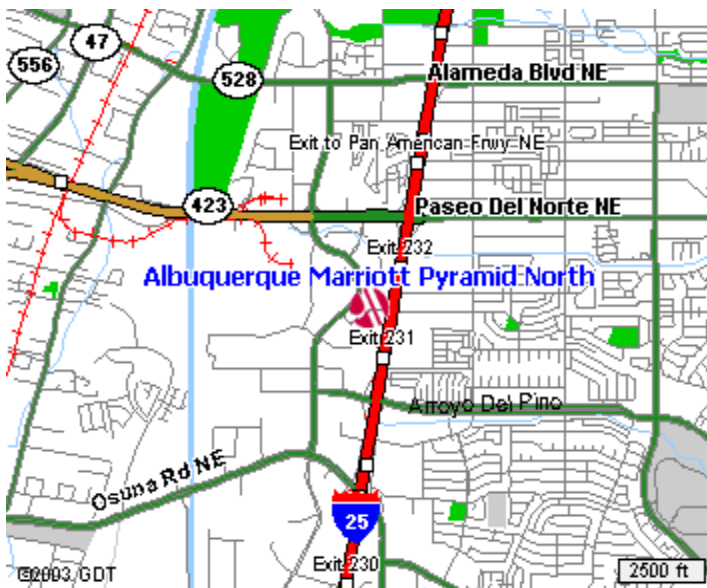 47
556
528
Alameda Blvd NE
Exit to Pan American Frwy NE
423
Paseo Del Norte NE
Exit 232
Albuquerque Marriott Pyramid North
Exit 231
Arroyo Del Pino
Osuna Rd NE
25
Exit 230
©2003 GDT
2500 ft